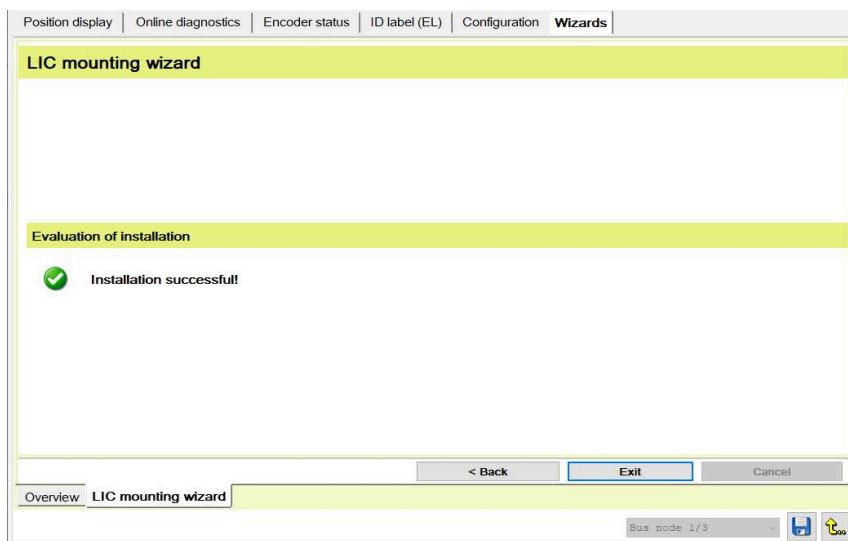 Position display Online diagnostics Encoder status ID label (EL) Configuration Wizards
LIC mounting wizard
Evaluation of installation
Installation successful!
< Back Exit Cancel
Overview LIC mounting wizard
Bus node 1/3